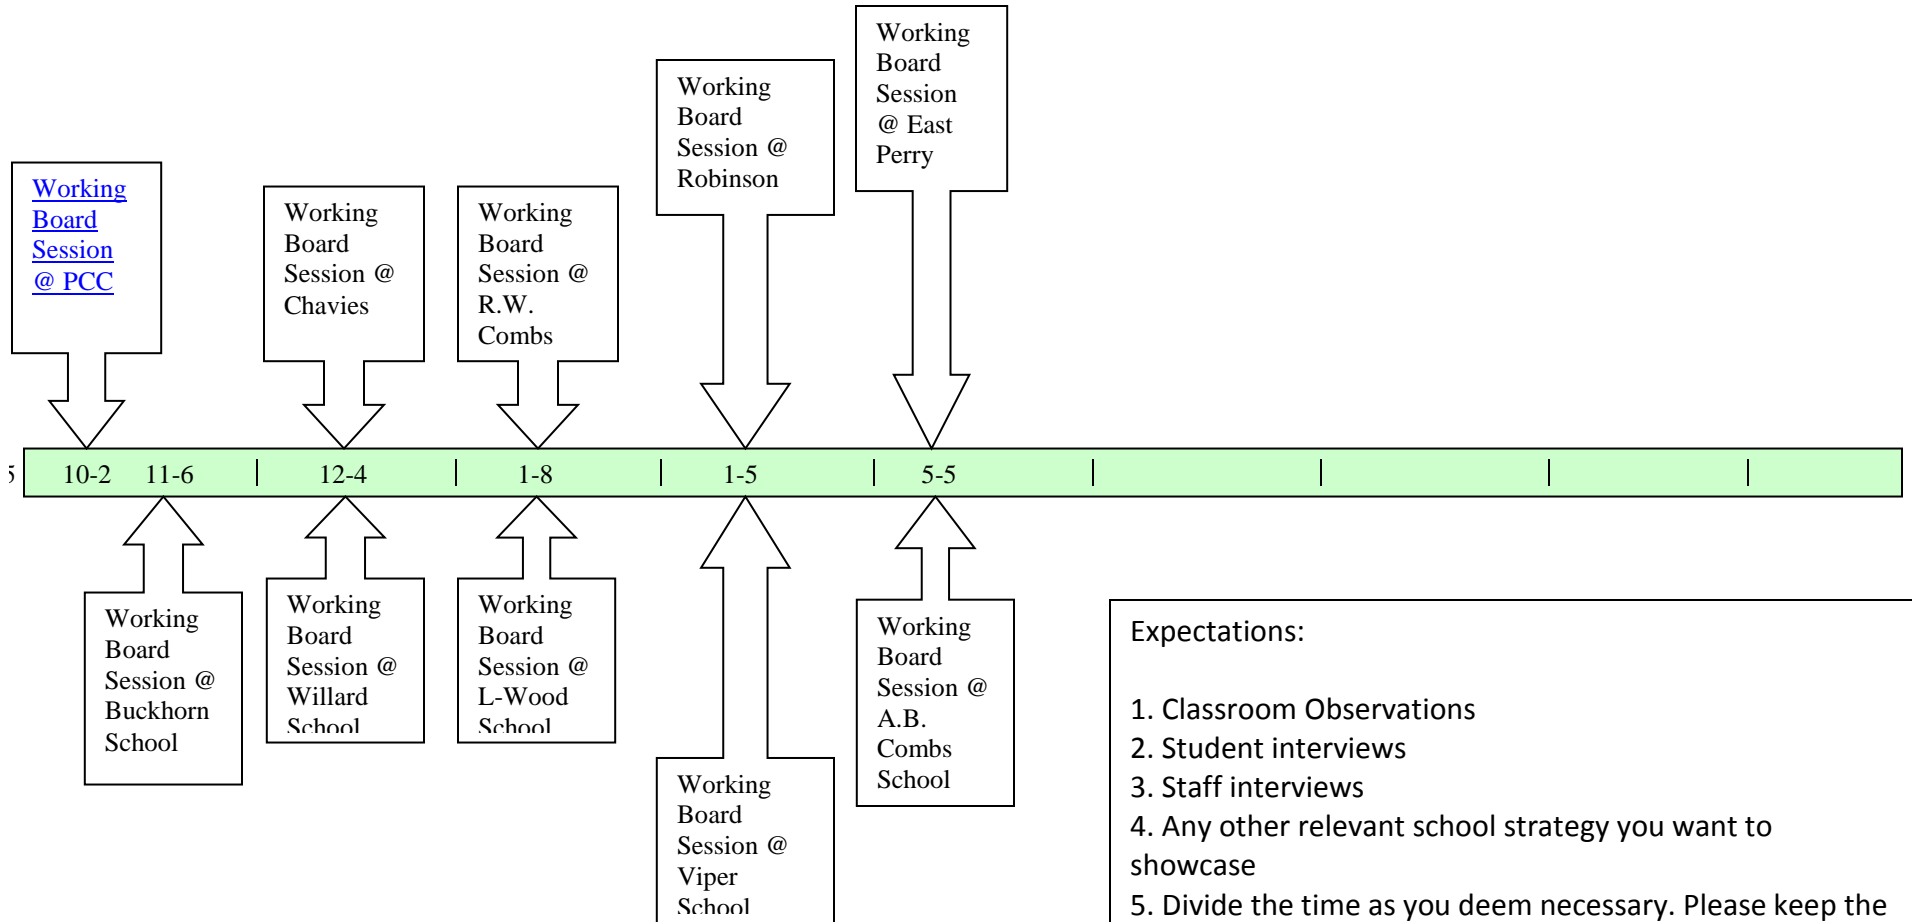 Working
Board
Session
@ East
Perry
Working
Board
Session @
Robinson
Working
Board
Session
@ PCC
Working
Board
Session @
Chavies
Working
Board
Session @
R.W.
Combs
10-2 11-6 | 12-4 | 1-8 | 1-5 | 5-5 | | | |
Working
Board
Session @
Buckhorn
School
Working
Board
Session @
Willard
School
Working
Board
Session @
L-Wood
School
Working
Board
Session @
Viper
School
Working
Board
Session @
A.B.
Combs
School
Expectations:
1. Classroom Observations
2. Student interviews
3. Staff interviews
4. Any other relevant school strategy you want to
showcase
5. Divide the time as you deem necessary. Please keep the